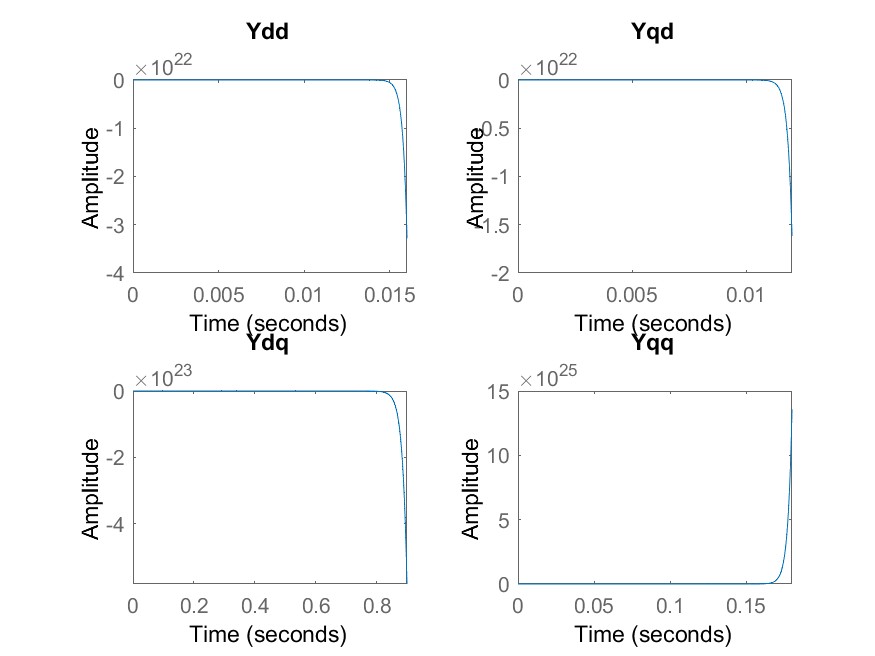 Ydd
×10^22
0
-1
-2
-3
-4
Amplitude
0 0.005 0.01 0.015
Time (seconds)
Yqd
×10^22
0
-0.5
-1
-1.5
-2
Amplitude
0 0.005 0.01
Time (seconds)
Ydq
×10^23
0
-2
-4
Amplitude
0 0.2 0.4 0.6 0.8
Time (seconds)
Yqq
×10^25
15
10
5
0
Amplitude
0 0.05 0.1 0.15
Time (seconds)